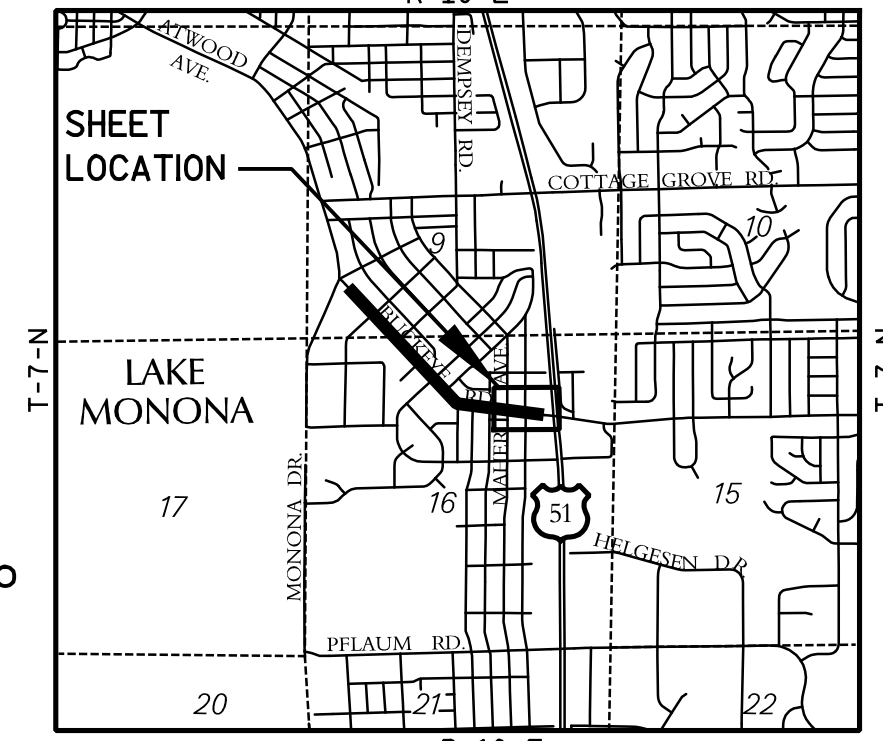 ATWOOD
AVE.
DEMPSEY RD.
SHEET
LOCATION
COTTAGE GROVE RD.
9
10
T-7-N
BUCKEYE
RD.
MAHER AVE.
LAKE
MONONA
17
16
15
51
MONONA DR.
HELGESEN DR.
PFLAUM RD.
20
21
22